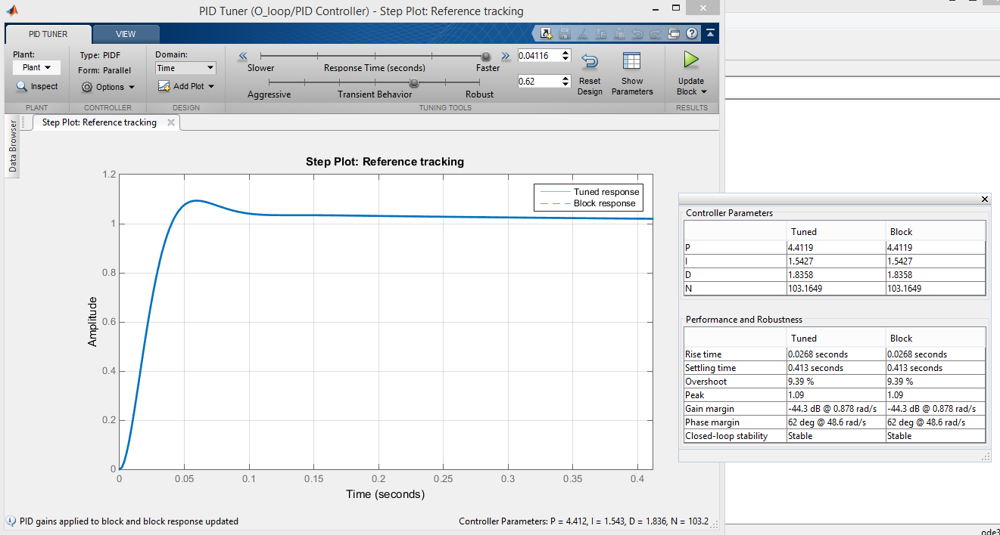 PID Tuner (O_loop/PID Controller) - Step Plot: Reference tracking
PID TUNER
VIEW
Plant:
Plant
Inspect
PLANT
Type: PIDF
Form: Parallel
Options
CONTROLLER
Domain:
Time
Add Plot
DESIGN
Slower
Response Time (seconds)
Faster
0.04116
Aggressive
Transient Behavior
Robust
0.62
Reset
Design
Show
Parameters
TUNING TOOLS
Update
Block
RESULTS
Data Browser
Step Plot: Reference tracking
Step Plot: Reference tracking
Tuned response
Block response
Amplitude
1.2
1
0.8
0.6
0.4
0.2
0
0 0.05 0.1 0.15 0.2 0.25 0.3 0.35 0.4
Time (seconds)
Controller Parameters
Tuned Block
P 4.4119 4.4119
I 1.5427 1.5427
D 1.8358 1.8358
N 103.1649 103.1649
Performance and Robustness
Tuned Block
Rise time 0.0268 seconds 0.0268 seconds
Settling time 0.413 seconds 0.413 seconds
Overshoot 9.39 % 9.39 %
Peak 1.09 1.09
Gain margin -44.3 dB @ 0.878 rad/s -44.3 dB @ 0.878 rad/s
Phase margin 62 deg @ 48.6 rad/s 62 deg @ 48.6 rad/s
Closed-loop stability Stable Stable
PID gains applied to block and block response updated
Controller Parameters: P = 4.412, I = 1.543, D = 1.836, N = 103.2
ode3